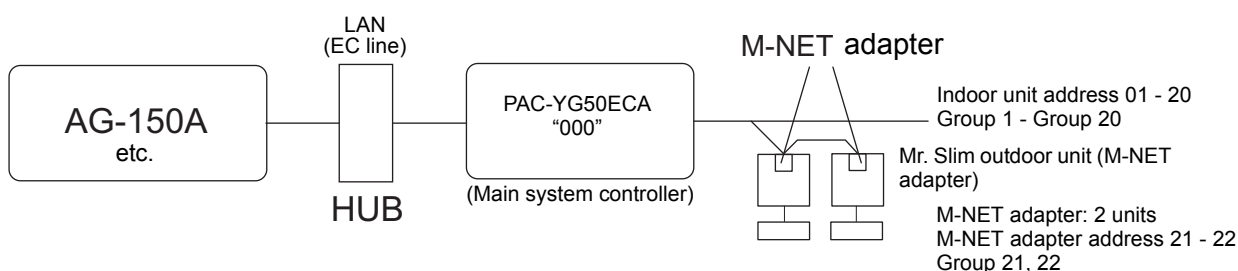 LAN
(EC line)
M-NET adapter
AG-150A
etc.
HUB
PAC-YG50ECA
“000”
(Main system controller)
Indoor unit address 01 - 20
Group 1 - Group 20
Mr. Slim outdoor unit (M-NET
adapter)
M-NET adapter: 2 units
M-NET adapter address 21 - 22
Group 21, 22